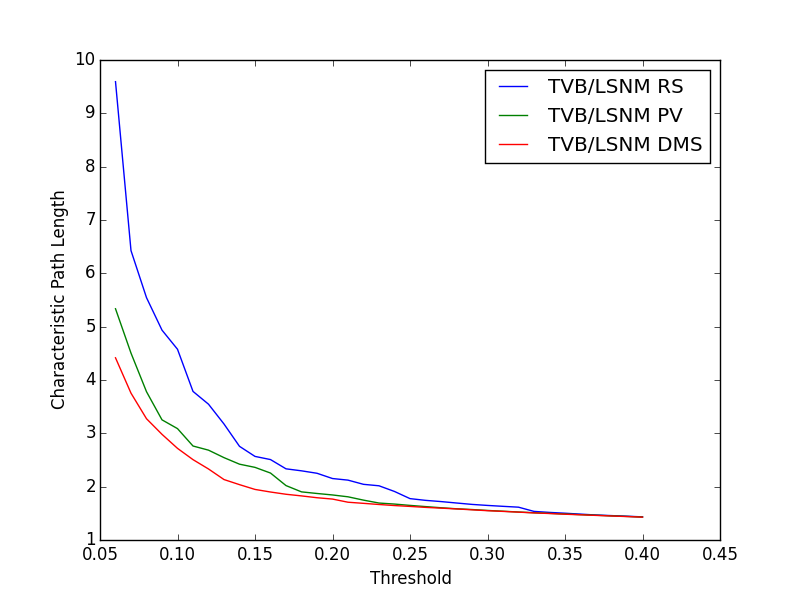 10
9
8
7
6
5
4
3
2
1
Characteristic Path Length
TVB/LSNM RS
TVB/LSNM PV
TVB/LSNM DMS
0.05 0.10 0.15 0.20 0.25 0.30 0.35 0.40 0.45
Threshold